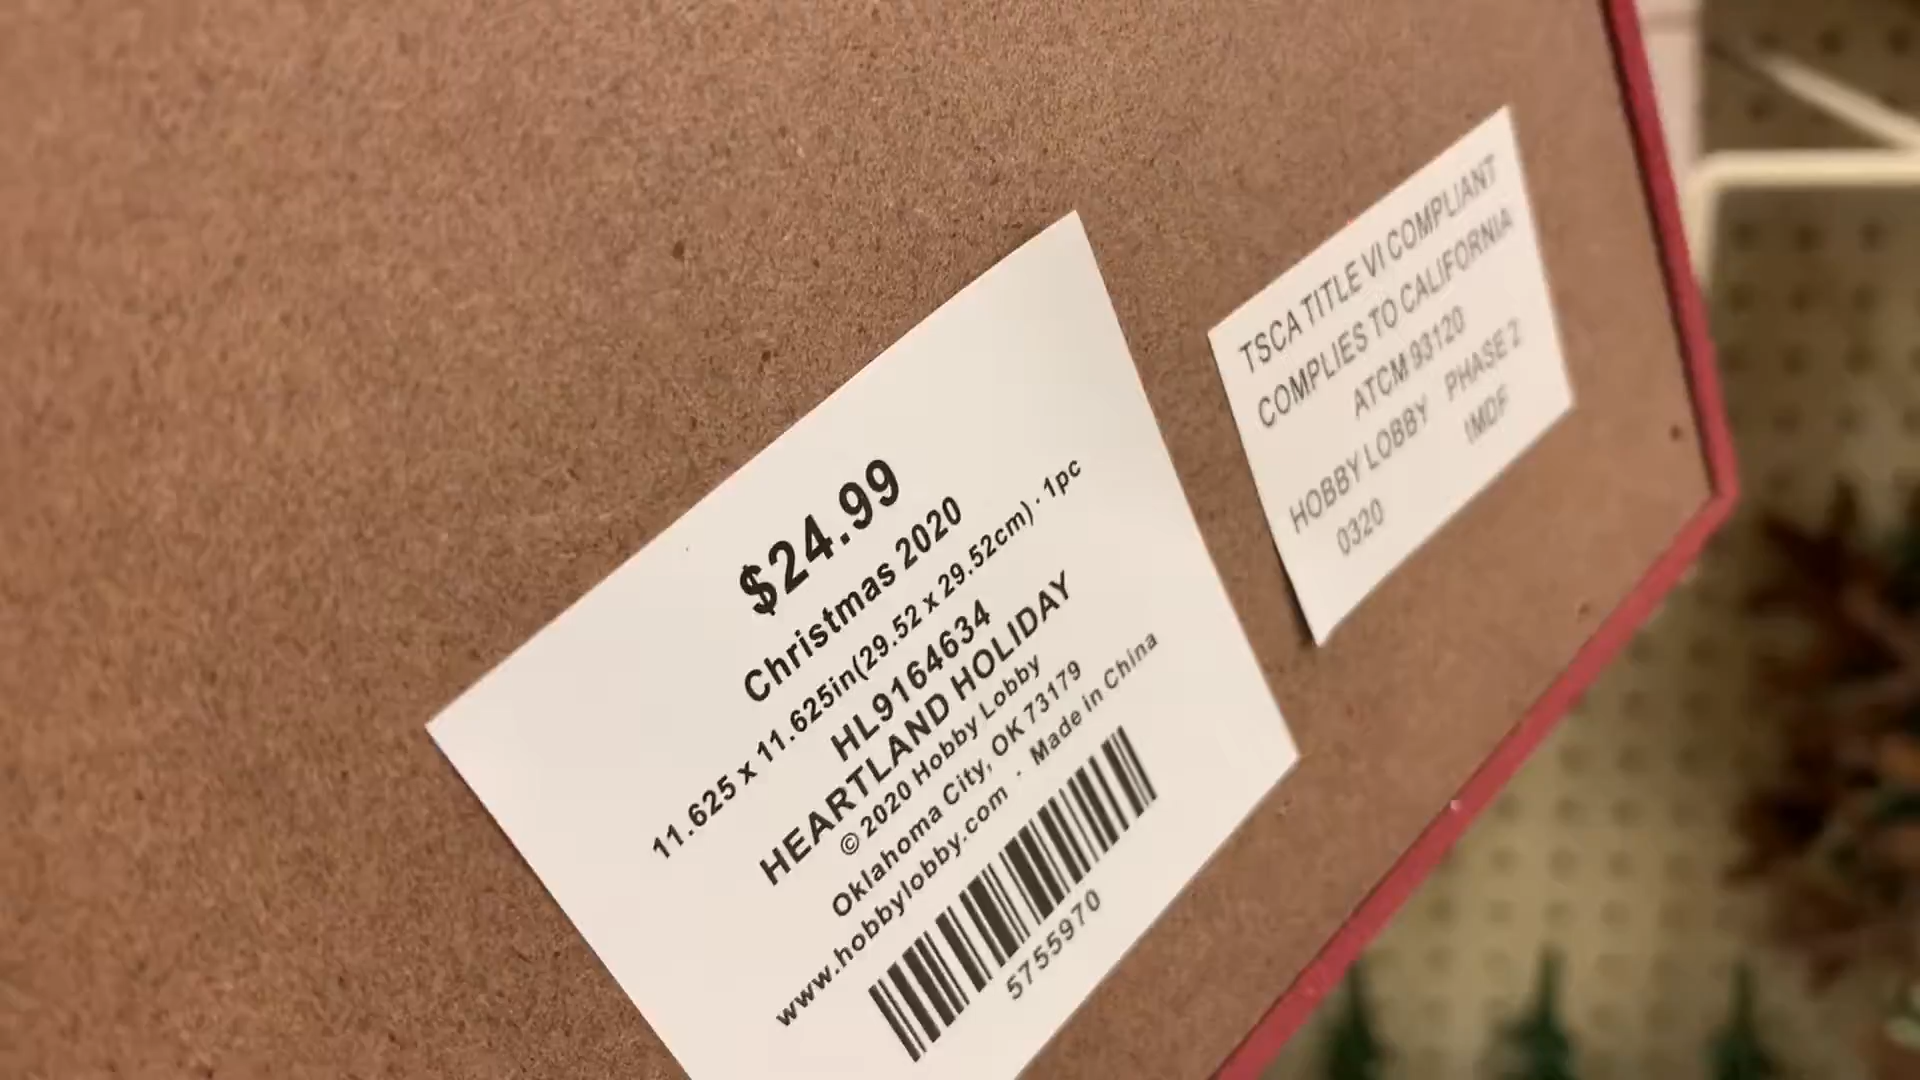 $24.99
Christmas 2020
11.625 x 11.625in(29.52 x 29.52cm) · 1pc
HL9164634
HEARTLAND HOLIDAY
© 2020 Hobby Lobby
Oklahoma City, OK 73179
www.hobbylobby.com · Made in China
5755970
TSCA TITLE VI COMPLIANT
COMPLIES TO CALIFORNIA
ATCM 93120
HOBBY LOBBY PHASE 2
0320 tMDF